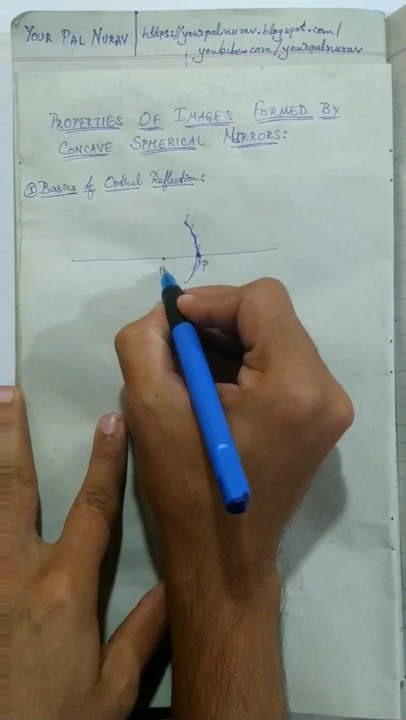 YOUR PAL NURAV
https://yourpalnurav.blogspot.com/
youtube.com/yourpalnurav
PROPERTIES OF IMAGES FORMED BY
CONCAVE SPHERICAL MIRRORS:
① Basics of Optical Reflection:
P